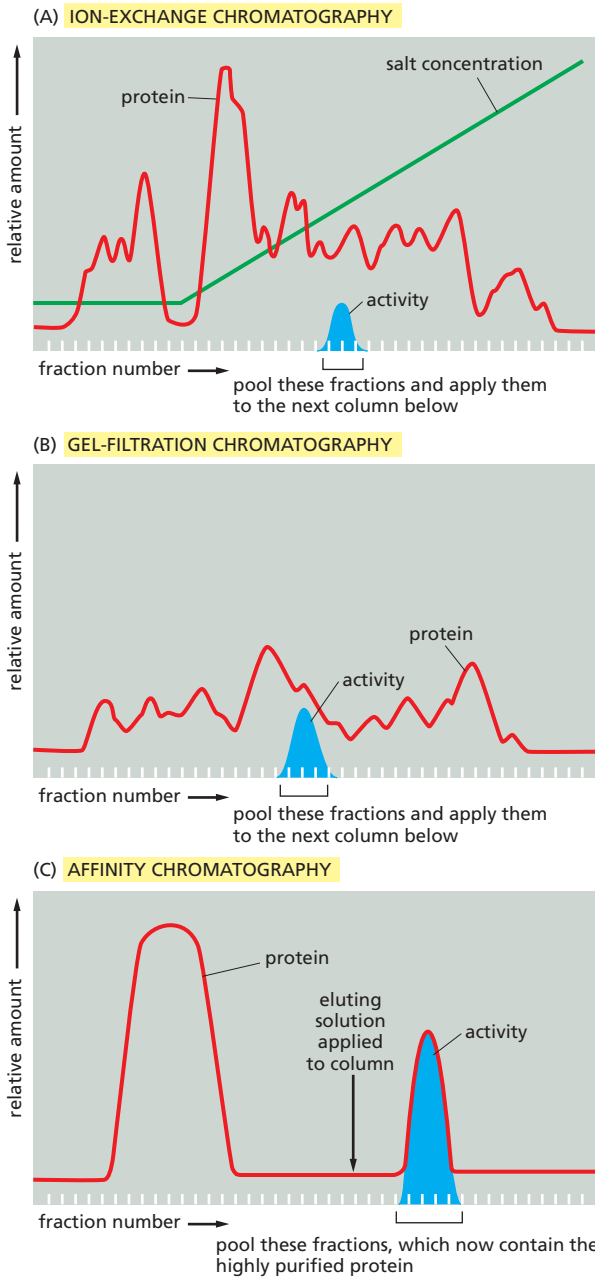 (A) ION-EXCHANGE CHROMATOGRAPHY
relative amount
protein
salt concentration
activity
fraction number
pool these fractions and apply them
to the next column below
(B) GEL-FILTRATION CHROMATOGRAPHY
relative amount
protein
activity
fraction number
pool these fractions and apply them
to the next column below
(C) AFFINITY CHROMATOGRAPHY
relative amount
protein
eluting
solution
applied
to column
activity
fraction number
pool these fractions, which now contain the
highly purified protein